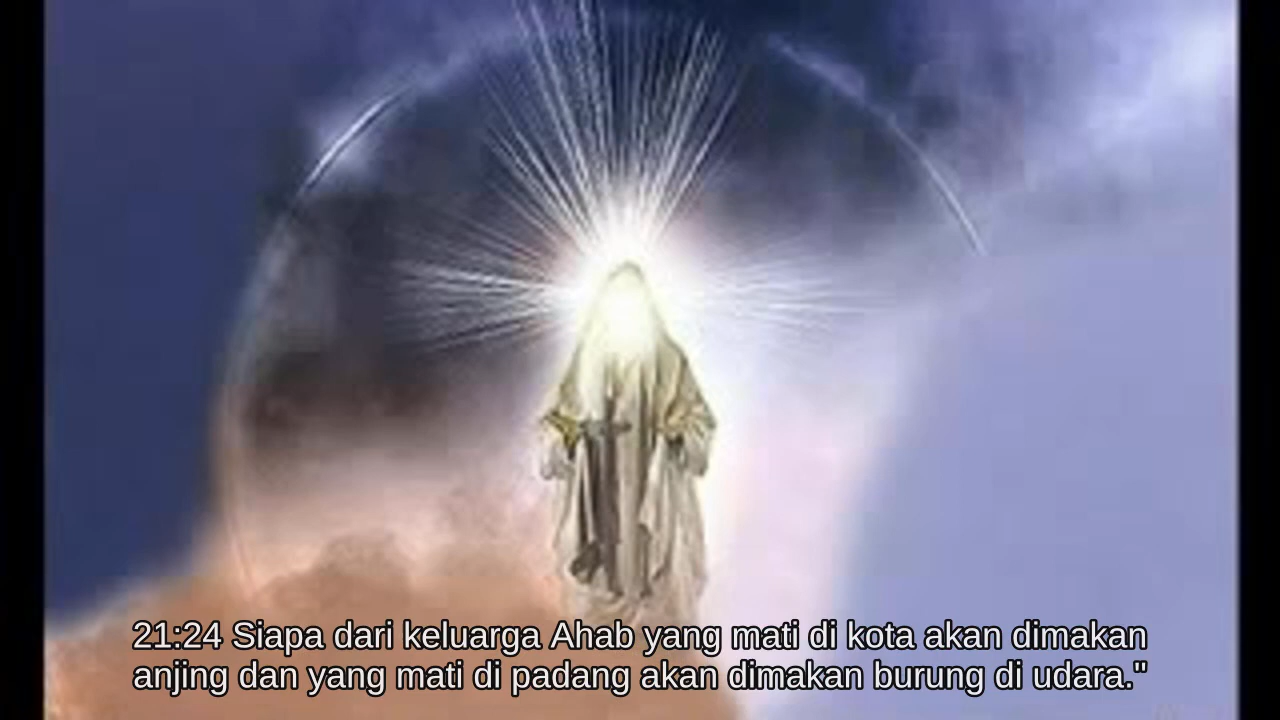 21:24 Siapa dari keluarga Ahab yang mati di kota akan dimakan
anjing dan yang mati di padang akan dimakan burung di udara."